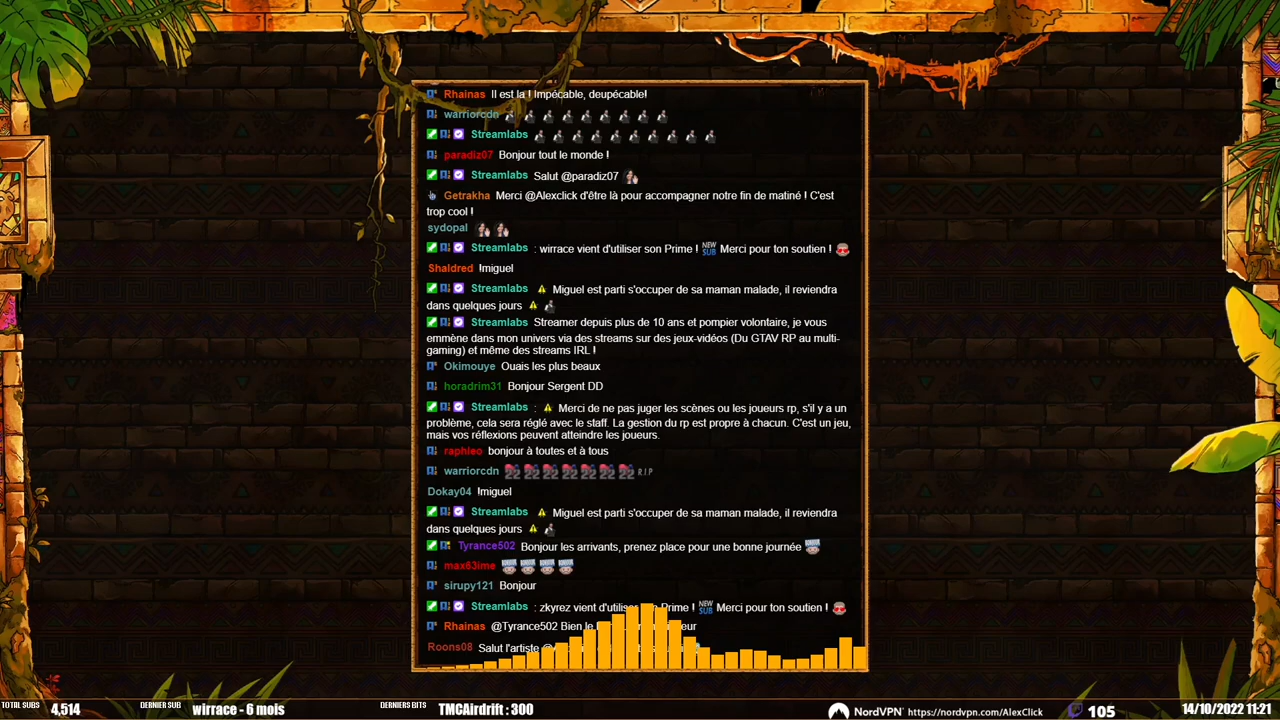 Rhainas Il est la ! Impécable, deupécable!
warriorcdn
Streamlabs
paradiz07 Bonjour tout le monde !
Streamlabs Salut @paradiz07
Getrakha Merci @Alexclick d'être là pour accompagner notre fin de matiné ! C'est
trop cool !
sydopal
Streamlabs : wirrace vient d'utiliser son Prime ! NEW SUB Merci pour ton soutien !
Shaldred !miguel
Streamlabs Miguel est parti s'occuper de sa maman malade, il reviendra
dans quelques jours
Streamlabs Streamer depuis plus de 10 ans et pompier volontaire, je vous
emmène dans mon univers via des streams sur des jeux-vidéos (Du GTAV RP au multi-
gaming) et même des streams IRL !
Okimouye Ouais les plus beaux
horadrim31 Bonjour Sergent DD
Streamlabs : Merci de ne pas juger les scènes ou les joueurs rp, s'il y a un
problème, cela sera réglé avec le staff. La gestion du rp est propre à chacun. C'est un jeu,
mais vos réflexions peuvent atteindre les joueurs.
raphleo bonjour à toutes et à tous
warriorcdn R.I.P
Dokay04 !miguel
Streamlabs Miguel est parti s'occuper de sa maman malade, il reviendra
dans quelques jours
Tyrance502 Bonjour les arrivants, prenez place pour une bonne journée
max63ime
sirupy121 Bonjour
Streamlabs : zkyrez vient d'utiliser Prime ! NEW SUB Merci pour ton soutien !
Rhainas @Tyrance502 Bien le
Roons08 Salut l'artiste
TOTAL SUBS 4,514 DERNIER SUB wirrace - 6 mois DERNIERS BITS TMCAirdrift : 300 NordVPN https://nordvpn.com/AlexClick 105 14/10/2022 11:21